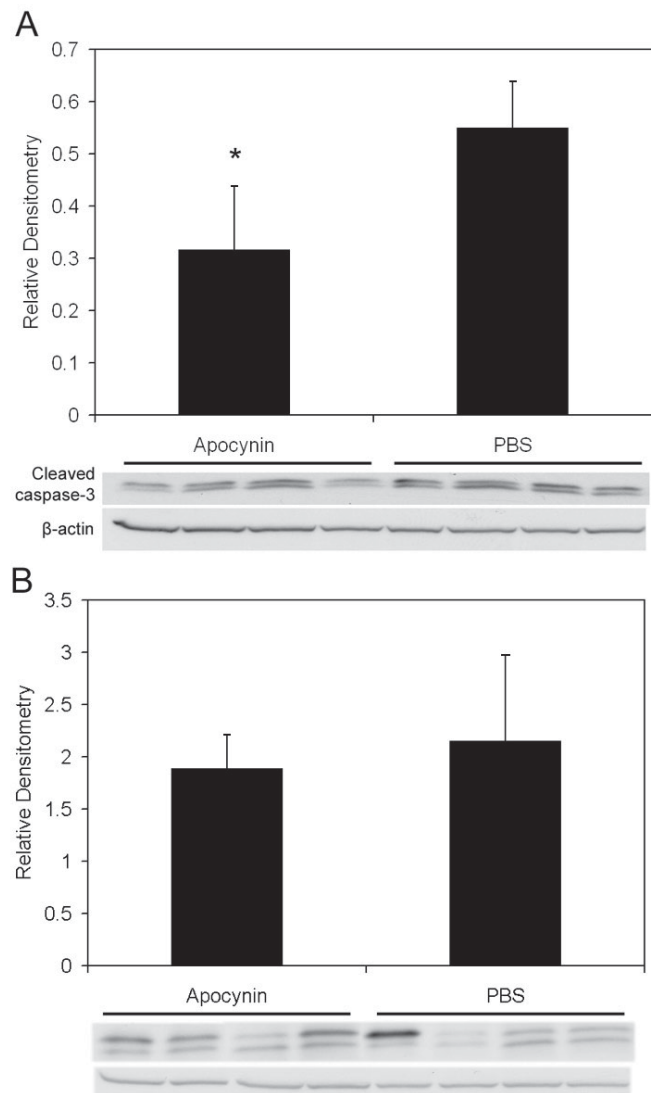 A
0.7
0.6
0.5
0.4
0.3
0.2
0.1
0
Relative Densitometry
*
Apocynin PBS
Cleaved
caspase-3
β-actin
B
3.5
3
2.5
2
1.5
1
0.5
0
Relative Densitometry
Apocynin PBS